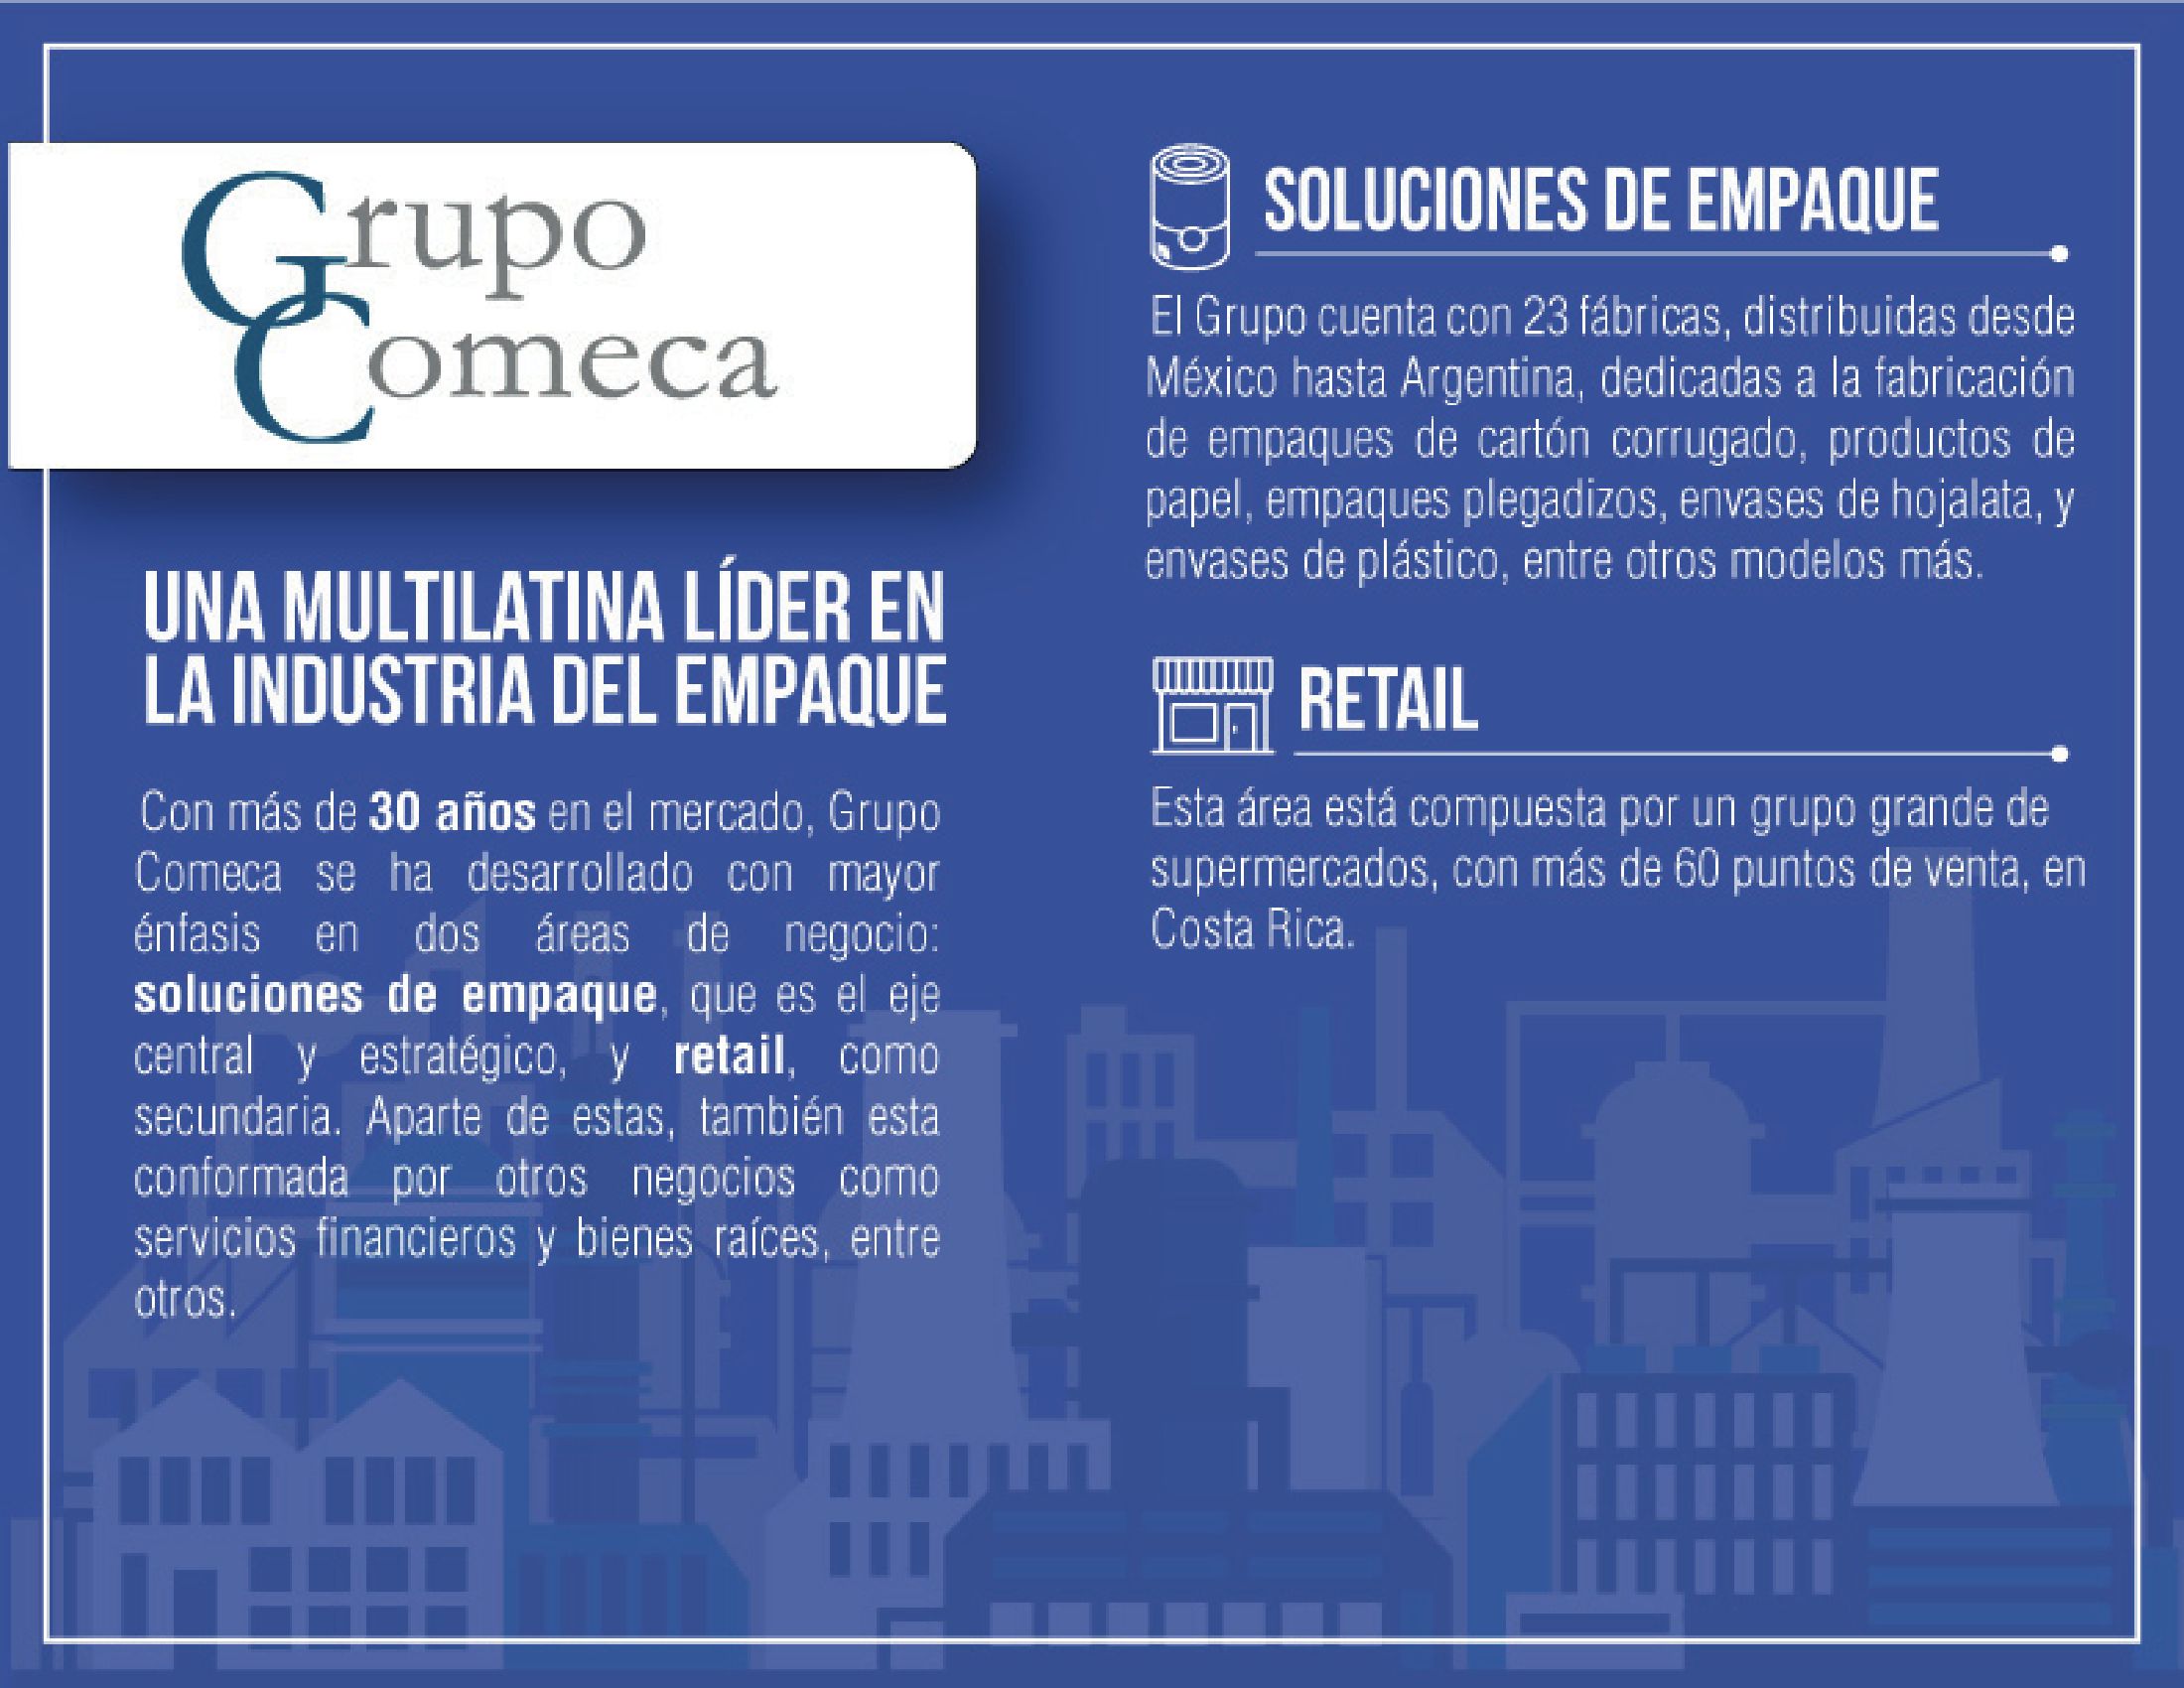 Grupo
Comeca
UNA MULTILATINA LÍDER EN
LA INDUSTRIA DEL EMPAQUE
Con más de 30 años en el mercado, Grupo
Comeca se ha desarrollado con mayor
énfasis en dos áreas de negocio:
soluciones de empaque, que es el eje
central y estratégico, y retail, como
secundaria. Aparte de estas, también esta
conformada por otros negocios como
servicios financieros y bienes raíces, entre
otros.
SOLUCIONES DE EMPAQUE
El Grupo cuenta con 23 fábricas, distribuidas desde
México hasta Argentina, dedicadas a la fabricación
de empaques de cartón corrugado, productos de
papel, empaques plegadizos, envases de hojalata, y
envases de plástico, entre otros modelos más.
RETAIL
Esta área está compuesta por un grupo grande de
supermercados, con más de 60 puntos de venta, en
Costa Rica.